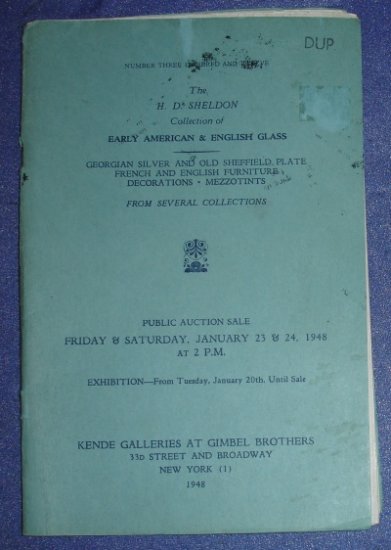 DUP
NUMBER THREE HUNDRED AND TWELVE
The
H. D. SHELDON
Collection of
EARLY AMERICAN & ENGLISH GLASS
GEORGIAN SILVER AND OLD SHEFFIELD PLATE
FRENCH AND ENGLISH FURNITURE
DECORATIONS • MEZZOTINTS
FROM SEVERAL COLLECTIONS
PUBLIC AUCTION SALE
FRIDAY & SATURDAY, JANUARY 23 & 24, 1948
AT 2 P.M.
EXHIBITION—From Tuesday, January 20th, Until Sale
KENDE GALLERIES AT GIMBEL BROTHERS
33D STREET AND BROADWAY
NEW YORK (1)
1948